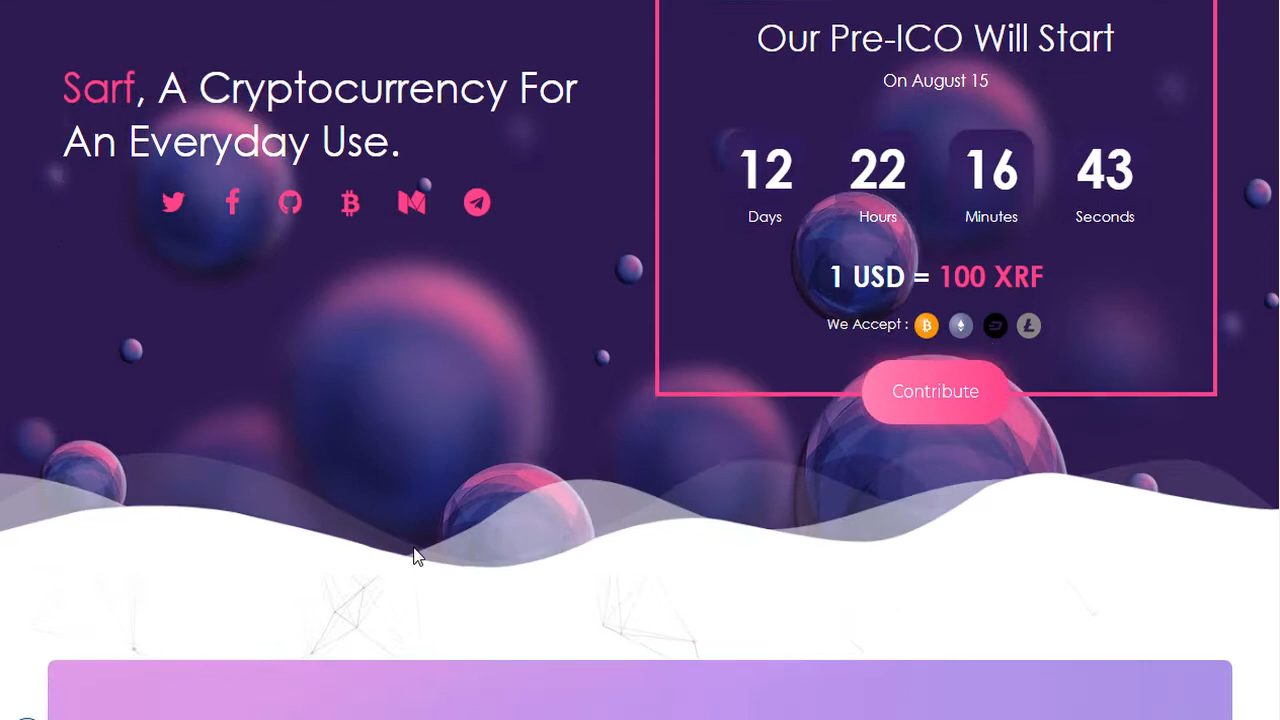 Sarf, A Cryptocurrency For
An Everyday Use.
Our Pre-ICO Will Start
On August 15
12 22 16 43
Days Hours Minutes Seconds
1 USD = 100 XRF
We Accept :
Contribute